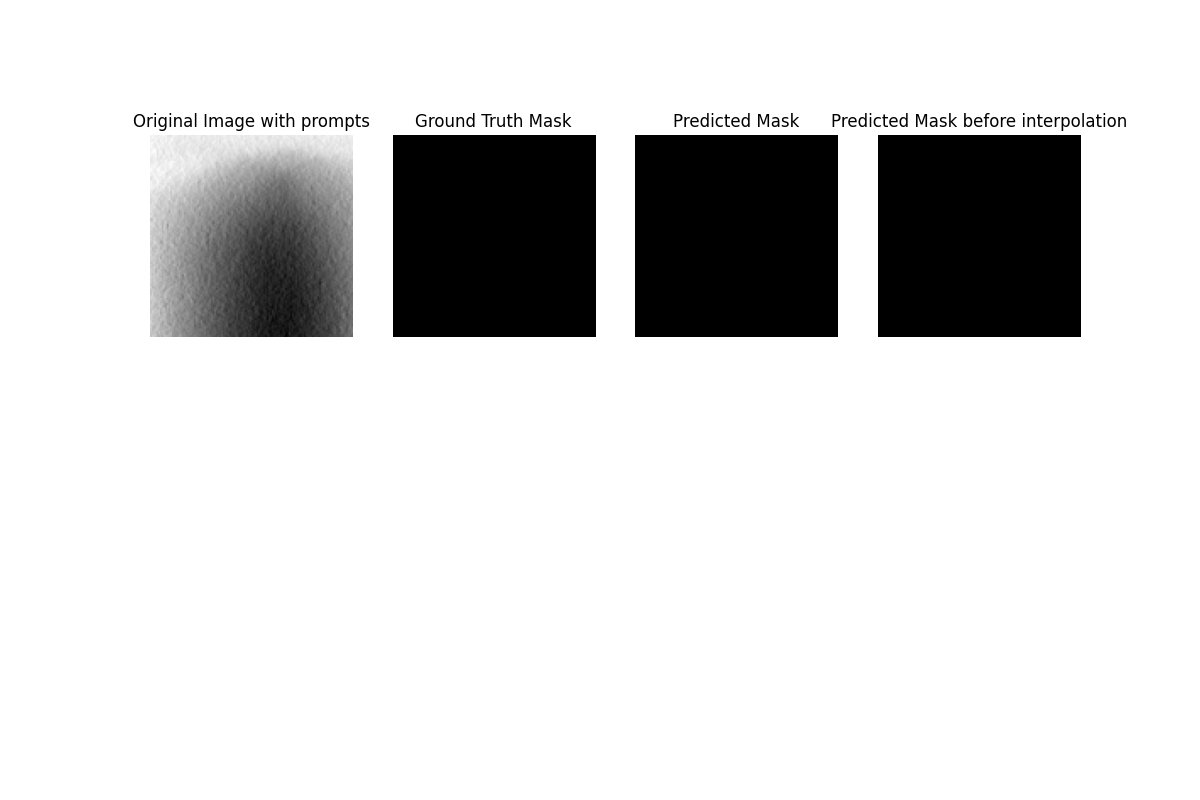 Original Image with prompts
Ground Truth Mask
Predicted Mask
Predicted Mask before interpolation